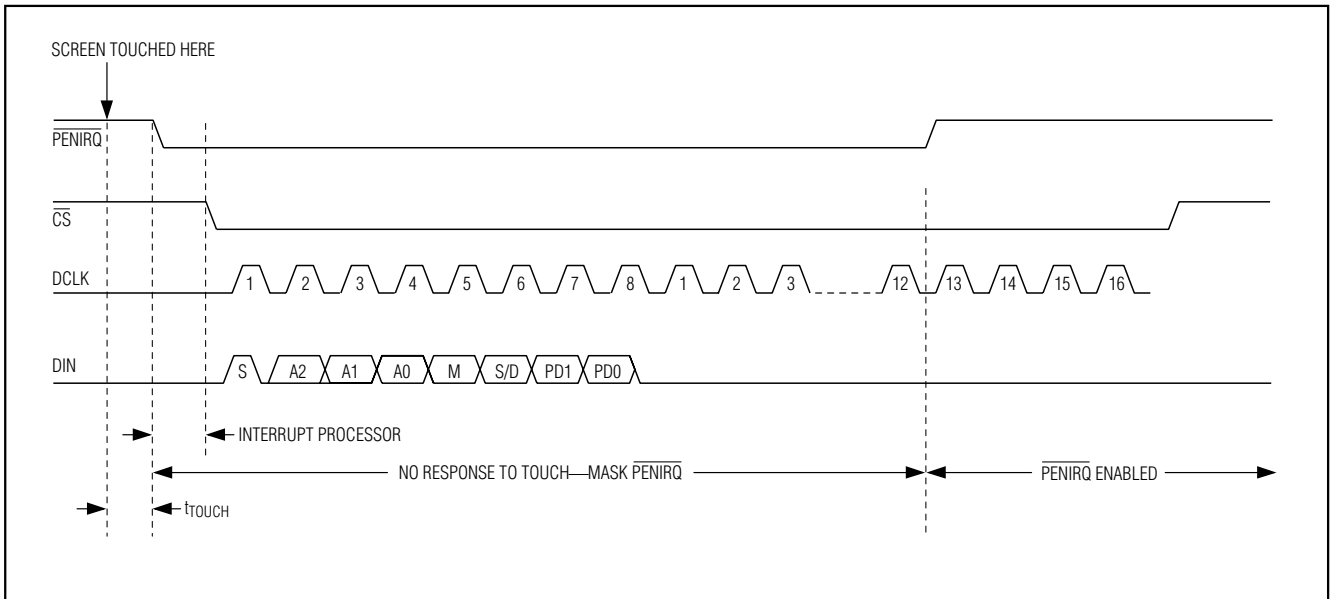 SCREEN TOUCHED HERE
PENIRQ
CS
DCLK 1 2 3 4 5 6 7 8 1 2 3 12 13 14 15 16
DIN S A2 A1 A0 M S/D PD1 PD0
INTERRUPT PROCESSOR
NO RESPONSE TO TOUCH—MASK PENIRQ PENIRQ ENABLED
tTOUCH